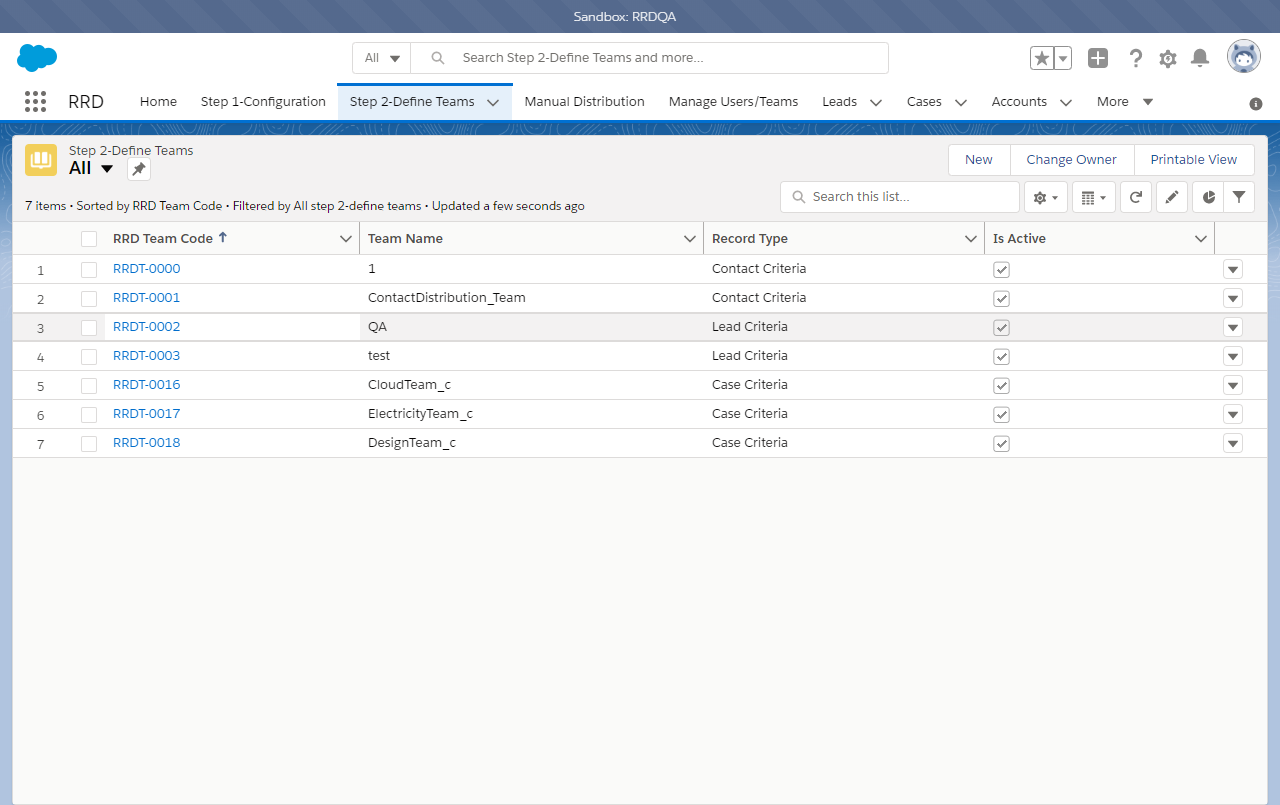 Sandbox: RRDQA
All
Search Step 2-Define Teams and more...
RRD
Home
Step 1-Configuration
Step 2-Define Teams
Manual Distribution
Manage Users/Teams
Leads
Cases
Accounts
More
Step 2-Define Teams
All
New
Change Owner
Printable View
7 items • Sorted by RRD Team Code • Filtered by All step 2-define teams • Updated a few seconds ago
Search this list...
RRD Team Code ↑ Team Name Record Type Is Active
1 RRDT-0000 1 Contact Criteria
2 RRDT-0001 ContactDistribution_Team Contact Criteria
3 RRDT-0002 QA Lead Criteria
4 RRDT-0003 test Lead Criteria
5 RRDT-0016 CloudTeam_c Case Criteria
6 RRDT-0017 ElectricityTeam_c Case Criteria
7 RRDT-0018 DesignTeam_c Case Criteria